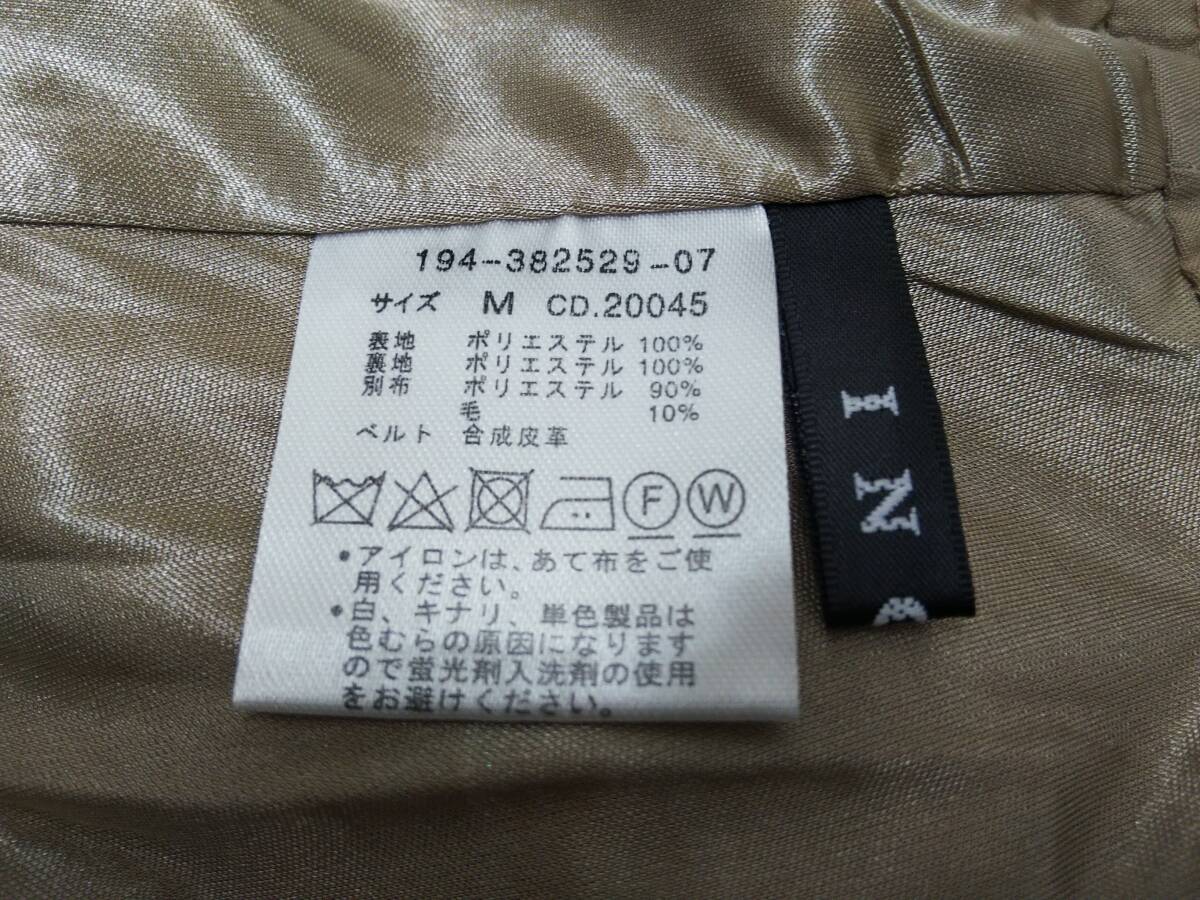 194-382529-07
サイズ M CD.20045
表地 ポリエステル 100%
裏地 ポリエステル 100%
別布 ポリエステル 90%
毛 10%
ベルト 合成皮革
F W
•アイロンは、あて布をご使
用ください。
•白、キナリ、単色製品は
色むらの原因になります
ので蛍光剤入洗剤の使用
をお避けください。
I N